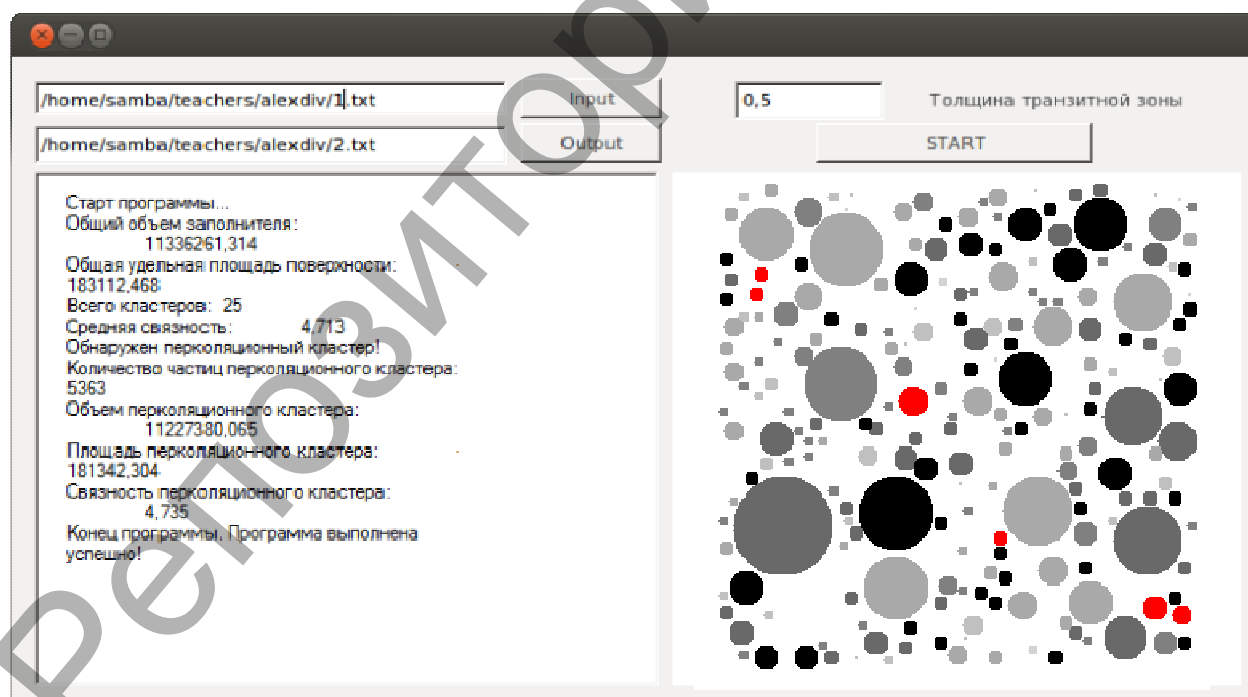 /home/samba/teachers/alexdiv/1.txt
Input
0,5
Толщина транзитной зоны
/home/samba/teachers/alexdiv/2.txt
Output
START
Старт программы...
Общий объем заполнителя:
11336261,314
Общая удельная площадь поверхности:
183112,468
Всего кластеров: 25
Средняя связность: 4,713
Обнаружен перколяционный кластер!
Количество частиц перколяционного кластера:
5363
Объем перколяционного кластера:
11227380,065
Площадь перколяционного кластера:
181342,304
Связность перколяционного кластера:
4,735
Конец программы. Программа выполнена
успешно!
Репозитори